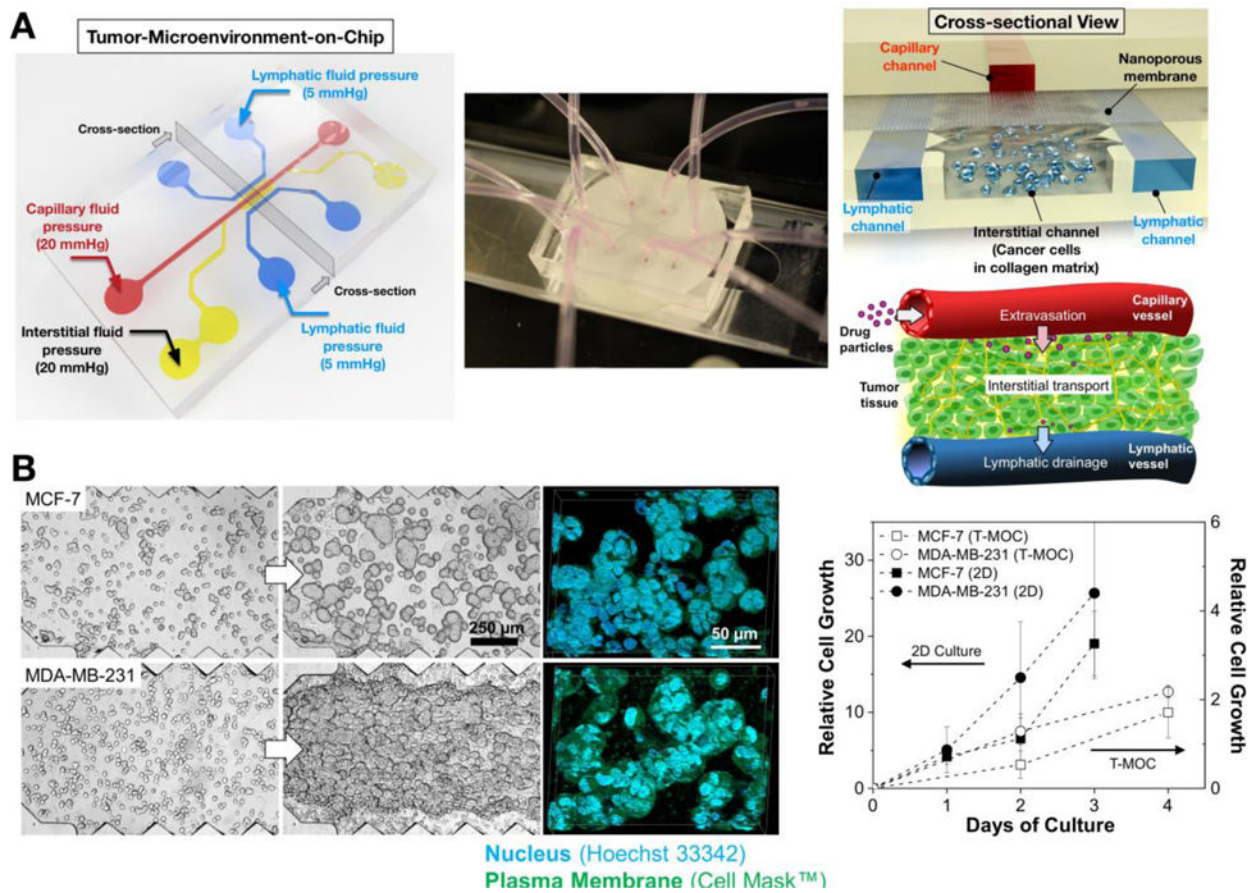 A
Tumor-Microenvironment-on-Chip
Lymphatic fluid pressure
(5 mmHg)
Cross-section
Capillary fluid
pressure
(20 mmHg)
Interstitial fluid
pressure
(20 mmHg)
Cross-section
Lymphatic fluid
pressure
(5 mmHg)
Cross-sectional View
Capillary
channel
Nanoporous
membrane
Lymphatic
channel
Interstitial channel
(Cancer cells
in collagen matrix)
Lymphatic
channel
Drug
particles
Extravasation
Capillary
vessel
Tumor
tissue
Interstitial transport
Lymphatic drainage
Lymphatic
vessel
B
MCF-7
250 µm
50 µm
MDA-MB-231
Nucleus (Hoechst 33342)
Plasma Membrane (Cell Mask™)
Relative Cell Growth
30
20
10
0
MCF-7 (T-MOC)
MDA-MB-231 (T-MOC)
MCF-7 (2D)
MDA-MB-231 (2D)
2D Culture
T-MOC
6
4
2
0
Relative Cell
Growth
0 1 2 3 4
Days of Culture